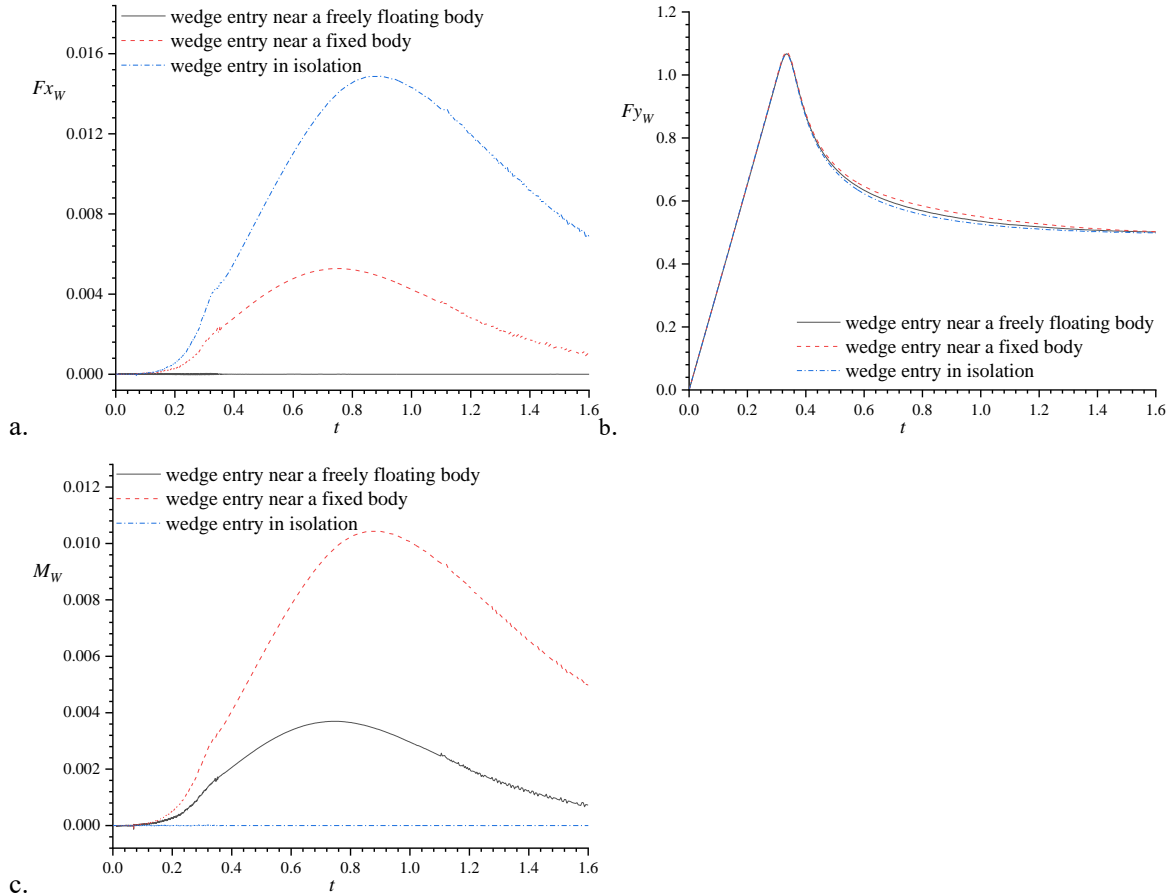 wedge entry near a freely floating body
wedge entry near a fixed body
wedge entry in isolation
0.016
0.012
0.008
0.004
0.000
Fx_W
0.0 0.2 0.4 0.6 0.8 1.0 1.2 1.4 1.6
t
a.
1.2
1.0
0.8
0.6
0.4
0.2
0.0
Fy_W
wedge entry near a freely floating body
wedge entry near a fixed body
wedge entry in isolation
0.0 0.2 0.4 0.6 0.8 1.0 1.2 1.4 1.6
t
b.
wedge entry near a freely floating body
wedge entry near a fixed body
wedge entry in isolation
0.012
0.010
0.008
0.006
0.004
0.002
0.000
M_W
0.0 0.2 0.4 0.6 0.8 1.0 1.2 1.4 1.6
t
c.